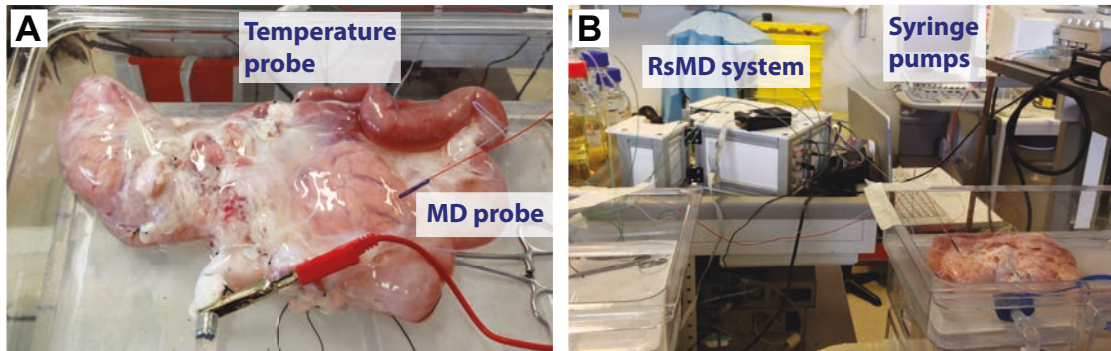 A
Temperature
probe
MD probe
B
RsMD system
Syringe
pumps